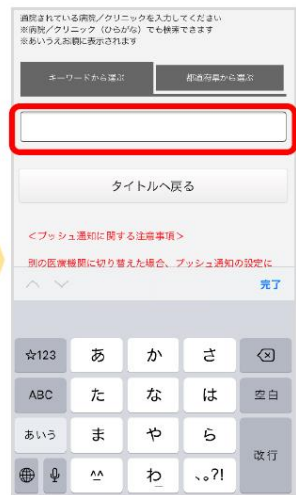 通院されている病院／クリニックを入力してください
※病院／クリニック（ひらがな）でも検索できます
※あいうえお順に表示されます
キーワードから選ぶ
都道府県から選ぶ
タイトルへ戻る
＜プッシュ通知に関する注意事項＞
別の医療機関に切り替えた場合、プッシュ通知の設定に
完了
☆123 あ か さ
ABC た な は 空白
あいう ま や ら
改行
^^ わ 、。?!